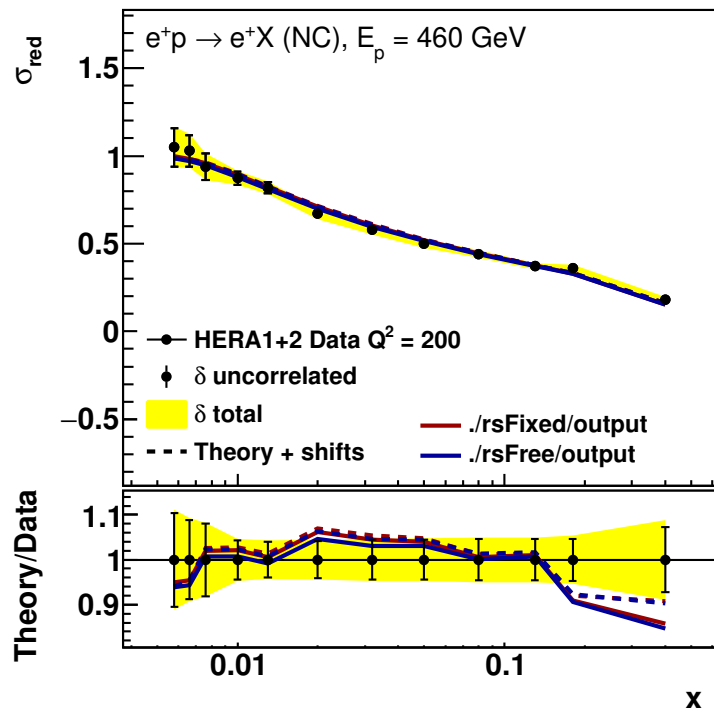 e⁺p → e⁺X (NC), E_p = 460 GeV
σ_red
1.5
1
0.5
0
−0.5
HERA1+2 Data Q² = 200
δ uncorrelated
δ total
Theory + shifts
./rsFixed/output
./rsFree/output
Theory/Data
1.1
1
0.9
0.01
0.1
x